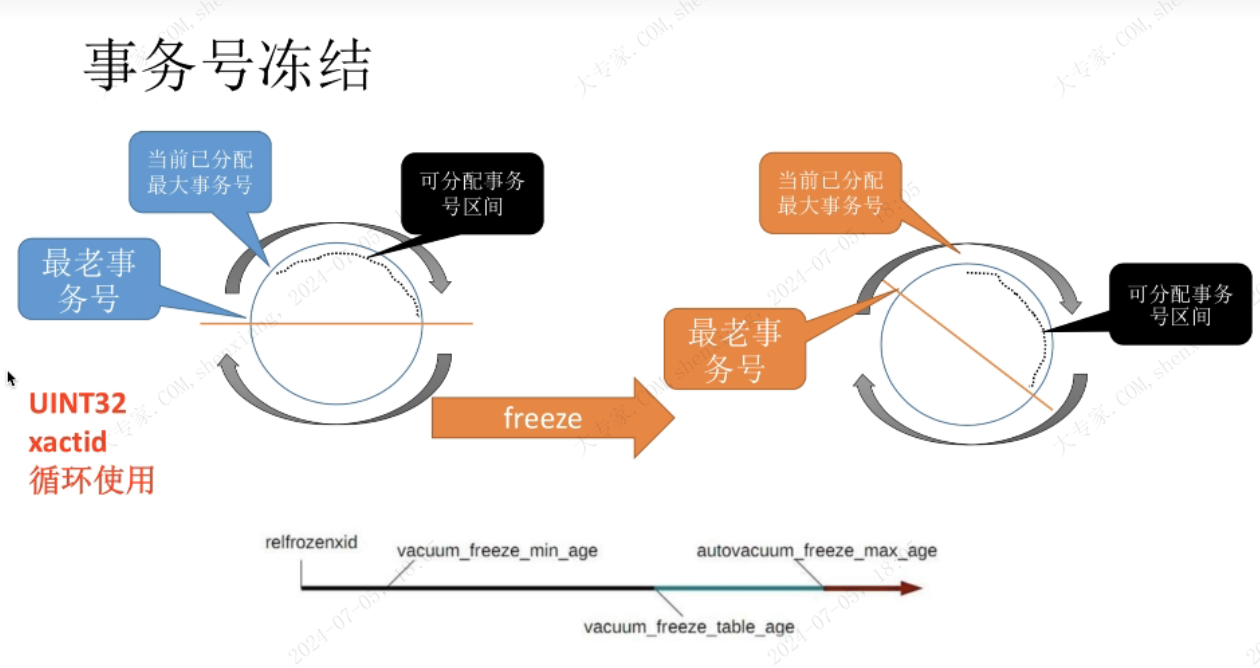 事务号冻结
当前已分配
最大事务号
可分配事务
号区间
最老事
务号
当前已分配
最大事务号
可分配事务
号区间
最老事
务号
freeze
UINT32
xactid
循环使用
relfrozenxid
vacuum_freeze_min_age
autovacuum_freeze_max_age
vacuum_freeze_table_age